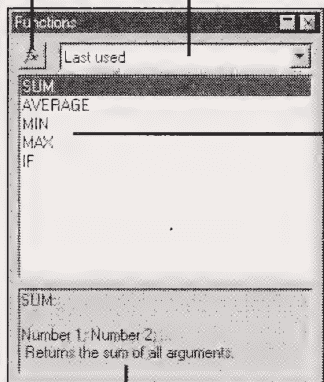 Functions
fx
Last used
SUM
AVERAGE
MIN
MAX
IF
SUM:
Number 1; Number 2; ...
Returns the sum of all arguments.